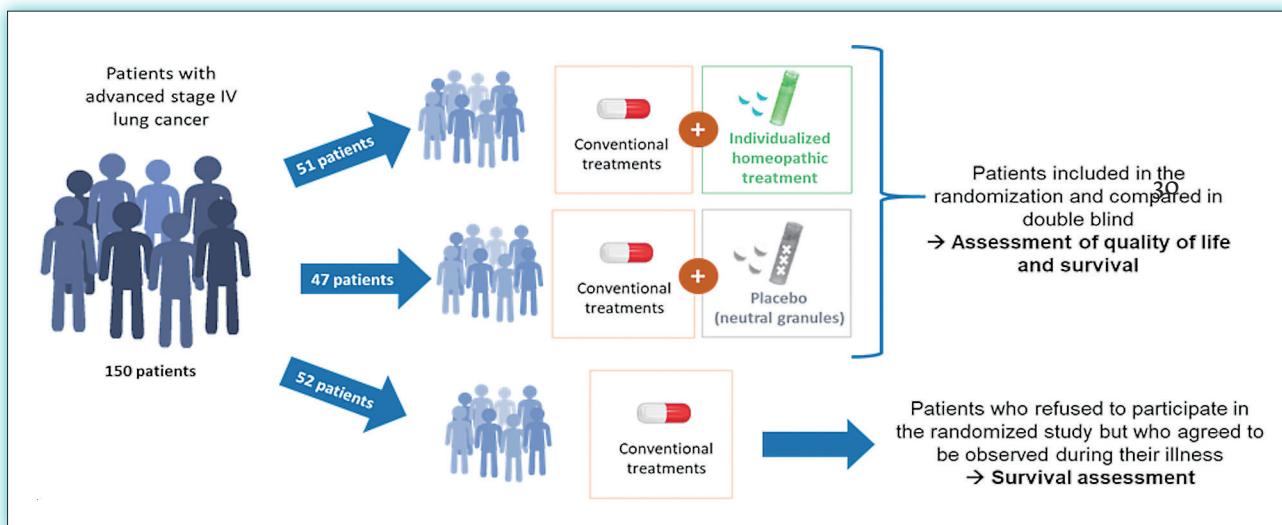 Patients with
advanced stage IV
lung cancer
150 patients
51 patients
Conventional
treatments
+
Individualized
homeopathic
treatment
47 patients
Conventional
treatments
+
Placebo
(neutral granules)
52 patients
Conventional
treatments
Patients included in the
30
randomization and compared in
double blind
→ Assessment of quality of life
and survival
Patients who refused to participate in
the randomized study but who agreed to
be observed during their illness
→ Survival assessment